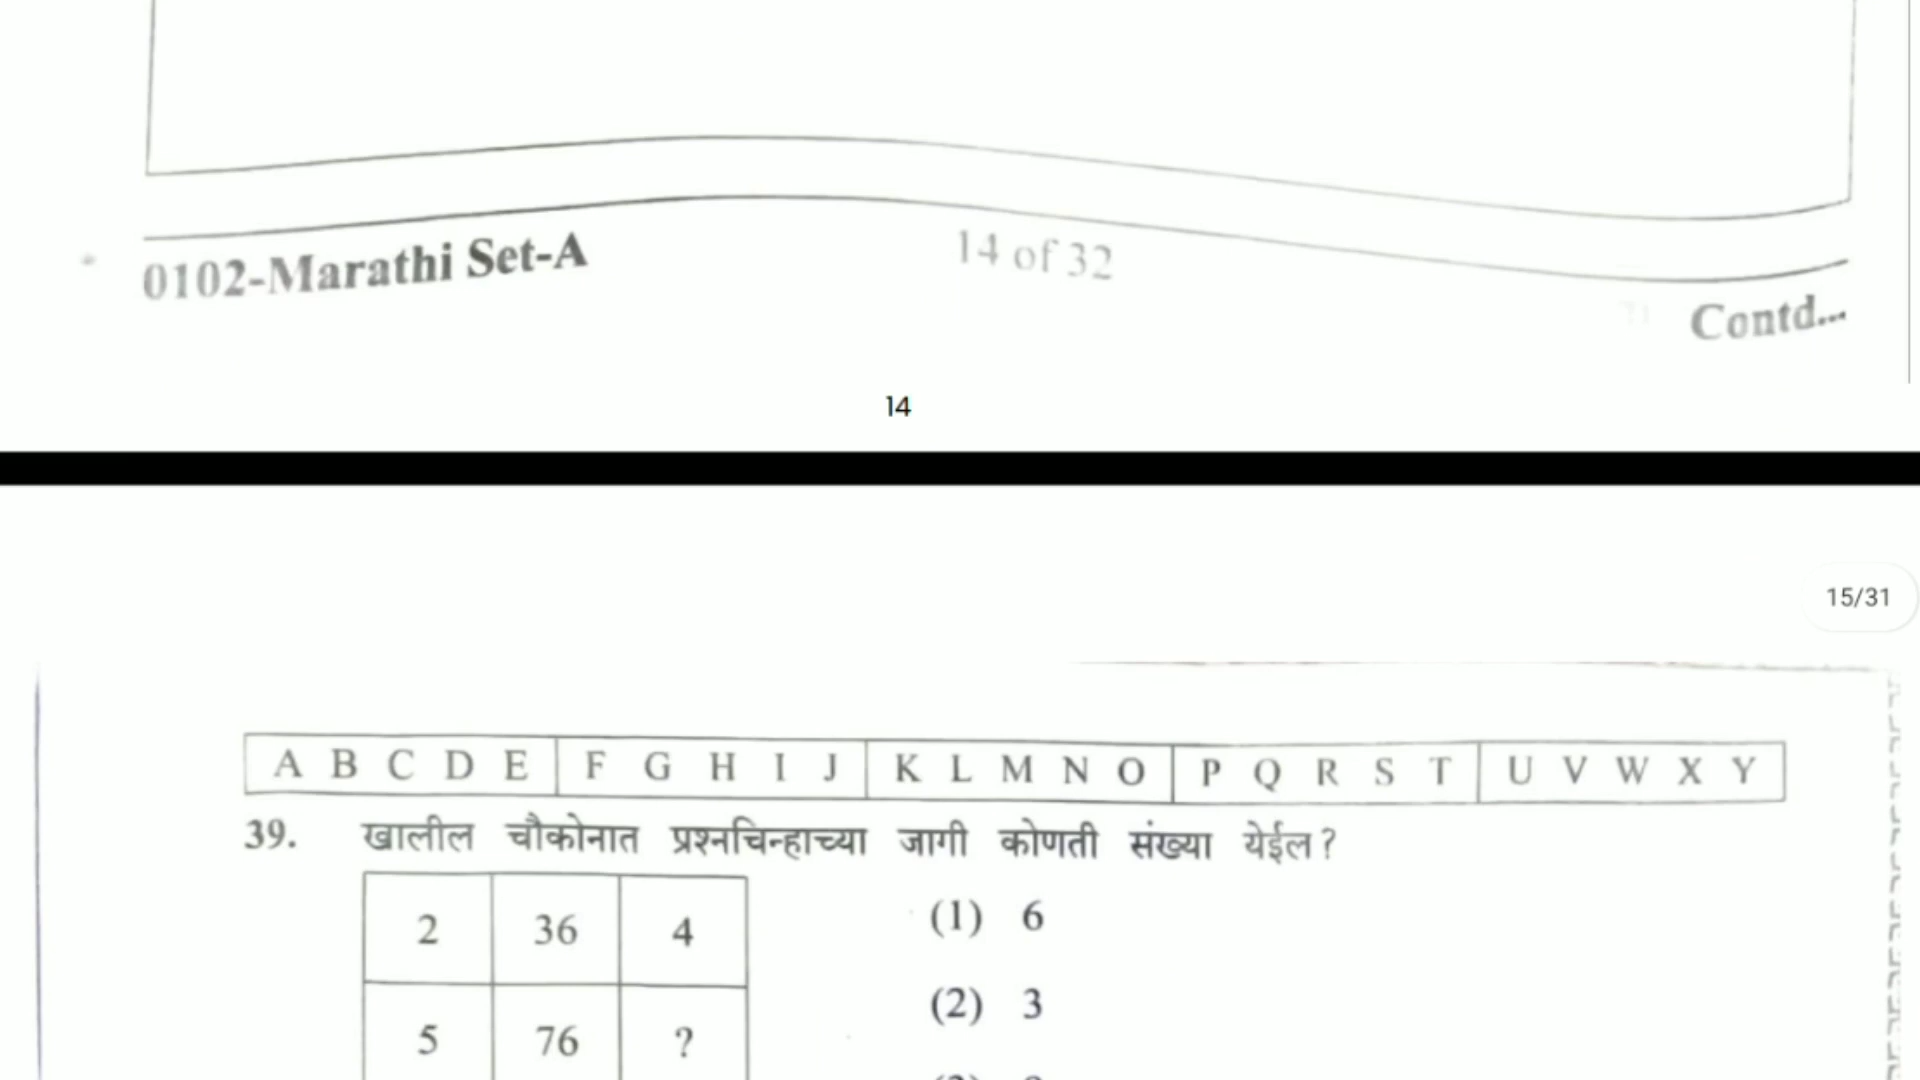 0102-Marathi Set-A 14 of 32 Contd...
14
15/31
A B C D E F G H I J K L M N O P Q R S T U V W X Y
39. खालील चौकोनात प्रश्नचिन्हाच्या जागी कोणती संख्या येईल?
2 36 4 (1) 6
(2) 3
5 76 ?